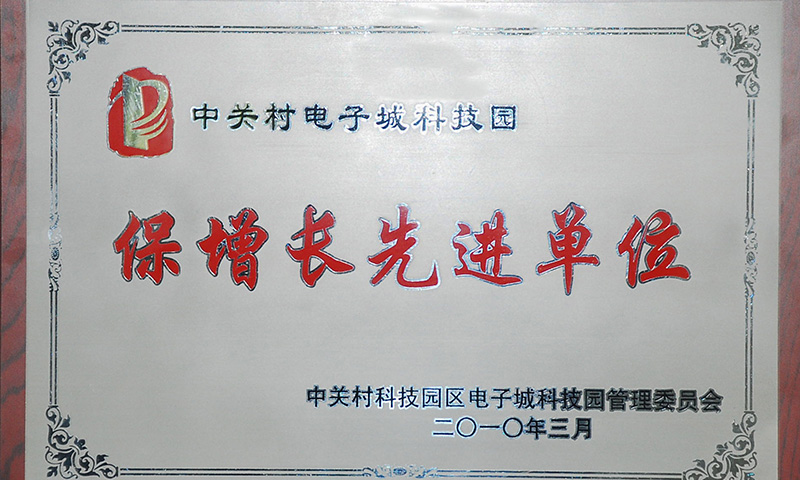 中关村电子城科技园
保增长先进单位
中关村科技园区电子城科技园管理委员会
二〇一〇年三月